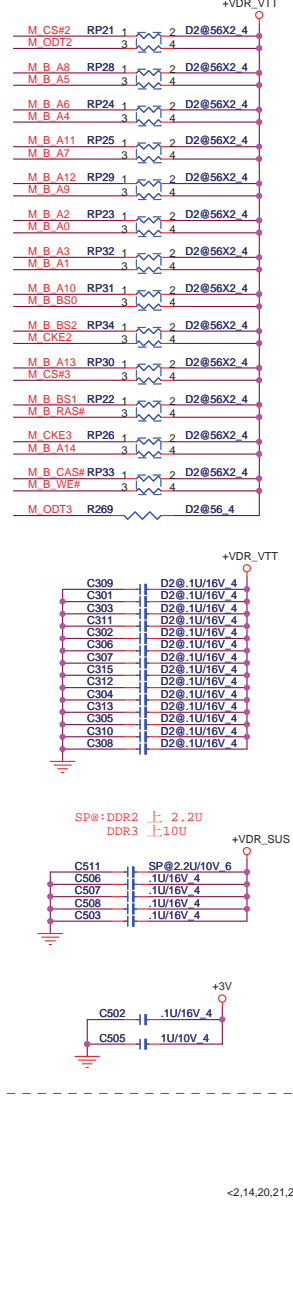 +VDR_VTT
M_CS#2 RP21 1 2 D2@56X2_4
M_ODT2 3 4
M_B_A8 RP28 1 2 D2@56X2_4
M_B_A5 3 4
M_B_A6 RP24 1 2 D2@56X2_4
M_B_A4 3 4
M_B_A11 RP25 1 2 D2@56X2_4
M_B_A7 3 4
M_B_A12 RP29 1 2 D2@56X2_4
M_B_A9 3 4
M_B_A2 RP23 1 2 D2@56X2_4
M_B_A0 3 4
M_B_A3 RP32 1 2 D2@56X2_4
M_B_A1 3 4
M_B_A10 RP31 1 2 D2@56X2_4
M_B_BS0 3 4
M_B_BS2 RP34 1 2 D2@56X2_4
M_CKE2 3 4
M_B_A13 RP30 1 2 D2@56X2_4
M_CS#3 3 4
M_B_BS1 RP22 1 2 D2@56X2_4
M_B_RAS# 3 4
M_CKE3 RP26 1 2 D2@56X2_4
M_B_A14 3 4
M_B_CAS# RP33 1 2 D2@56X2_4
M_B_WE# 3 4
M_ODT3 R269 D2@56_4
+VDR_VTT
C309 D2@.1U/16V_4
C301 D2@.1U/16V_4
C303 D2@.1U/16V_4
C311 D2@.1U/16V_4
C302 D2@.1U/16V_4
C306 D2@.1U/16V_4
C307 D2@.1U/16V_4
C315 D2@.1U/16V_4
C312 D2@.1U/16V_4
C304 D2@.1U/16V_4
C313 D2@.1U/16V_4
C305 D2@.1U/16V_4
C310 D2@.1U/16V_4
C308 D2@.1U/16V_4
SP@:DDR2 上 2.2U
DDR3 上10U
+VDR_SUS
C511 SP@2.2U/10V_6
C506 .1U/16V_4
C507 .1U/16V_4
C508 .1U/16V_4
C503 .1U/16V_4
+3V
C502 .1U/16V_4
C505 1U/10V_4
<2,14,20,21,2